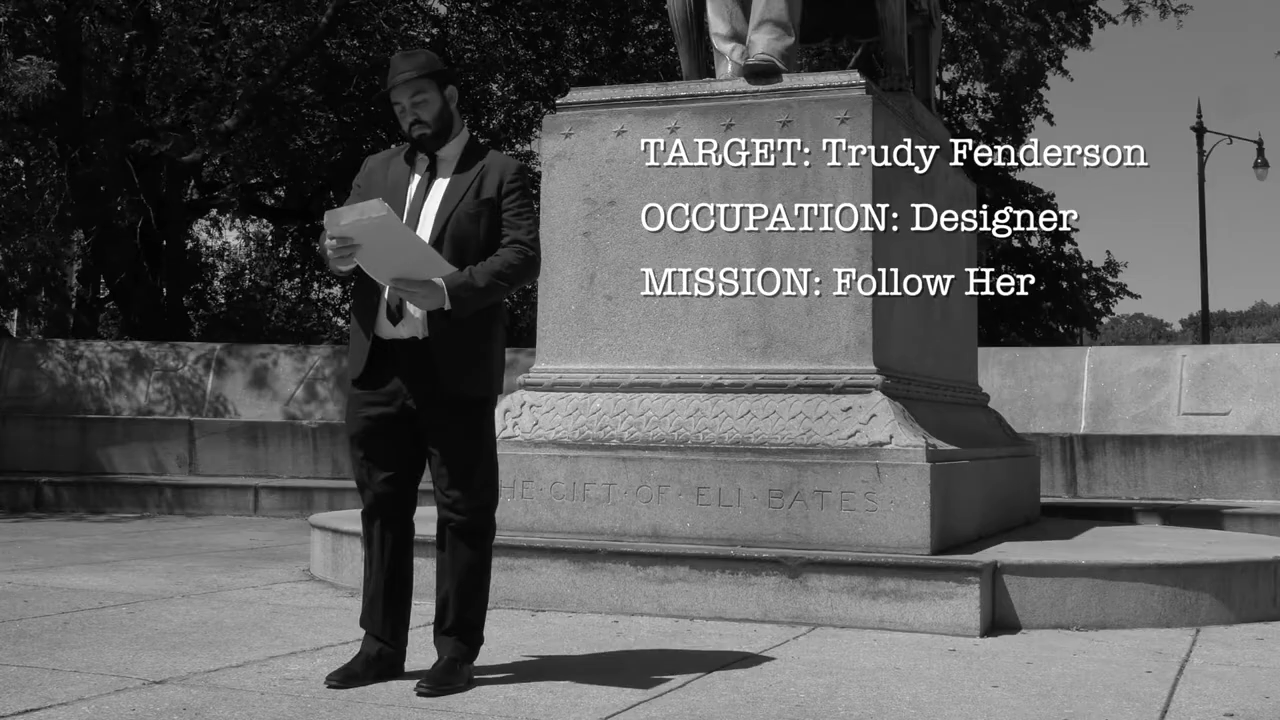 TARGET: Trudy Fenderson
OCCUPATION: Designer
MISSION: Follow Her
HE·GIFT·OF·ELI·BATES